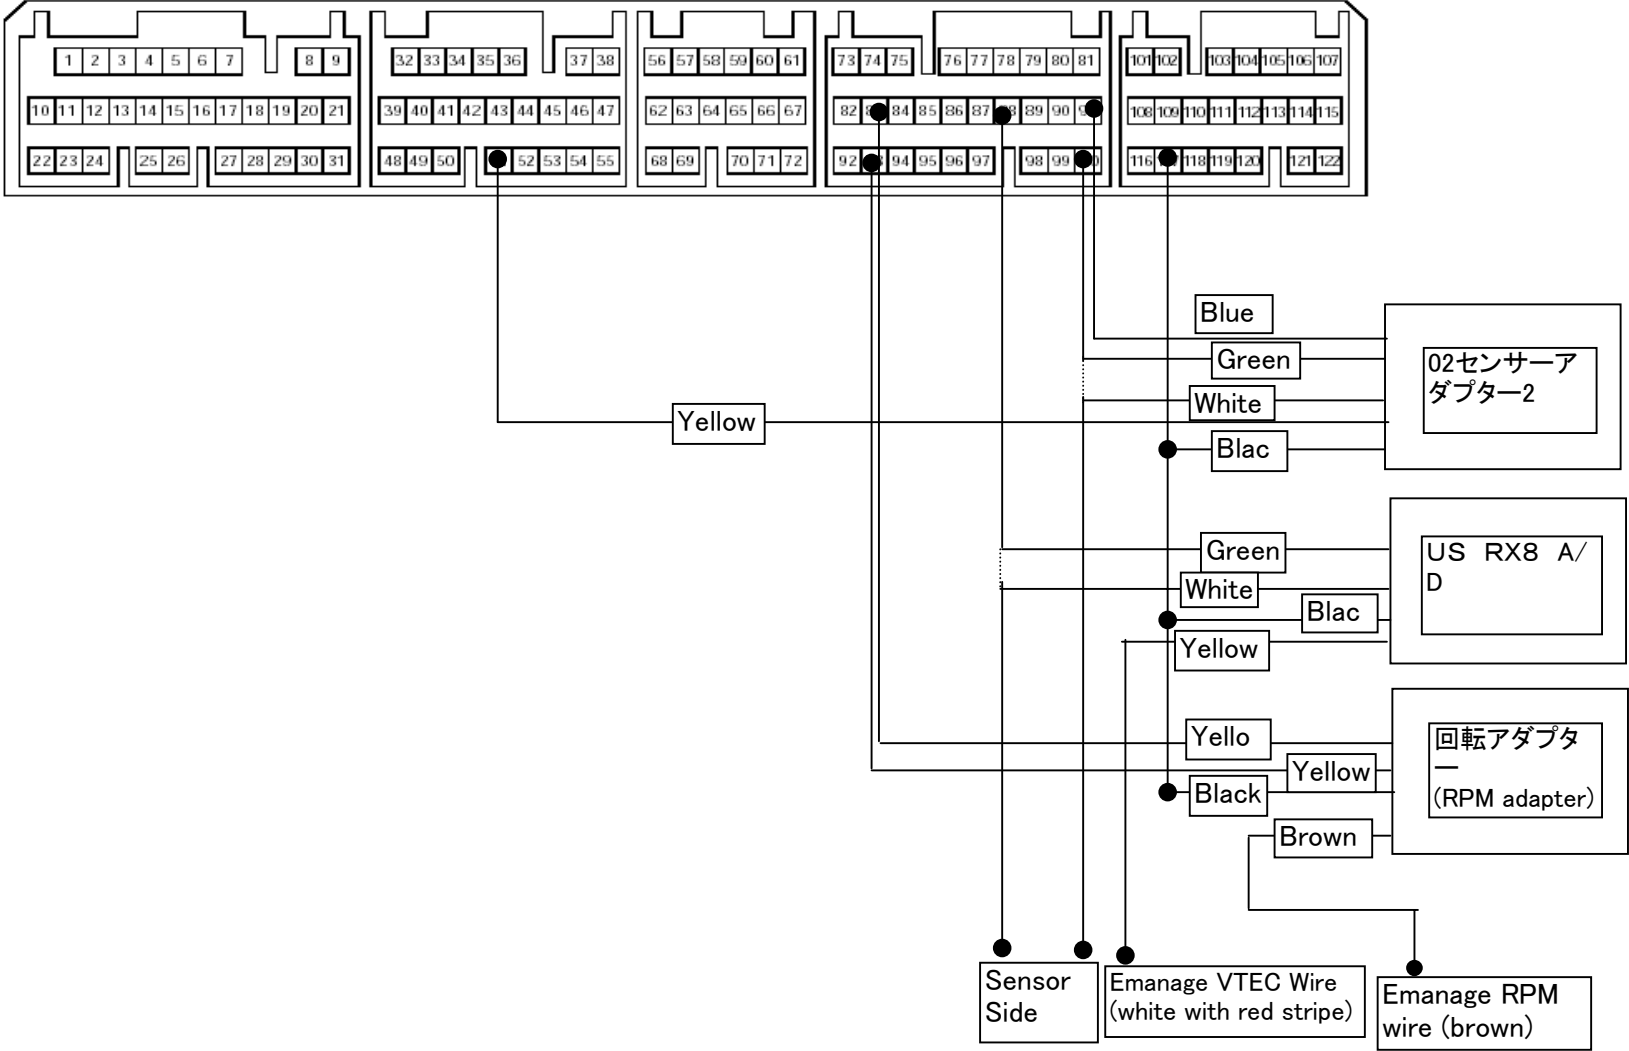 1 2 3 4 5 6 7 8 9 32 33 34 35 36 37 38 56 57 58 59 60 61 73 74 75 76 77 78 79 80 81 101 102 103 104 105 106 107
10 11 12 13 14 15 16 17 18 19 20 21 39 40 41 42 43 44 45 46 47 62 63 64 65 66 67 82 84 85 86 87 89 90 108 109 110 111 112 113 114 115
22 23 24 25 26 27 28 29 30 31 48 49 50 52 53 54 55 68 69 70 71 72 92 94 95 96 97 98 99 116 118 119 120 121 122
Blue
Green
O2センサーア
ダプター2
White
Yellow
Blac
Green
US RX8 A/
D
White
Blac
Yellow
Yello
回転アダプタ
ー
(RPM adapter)
Yellow
Black
Brown
Sensor
Side
Emanage VTEC Wire
(white with red stripe)
Emanage RPM
wire (brown)